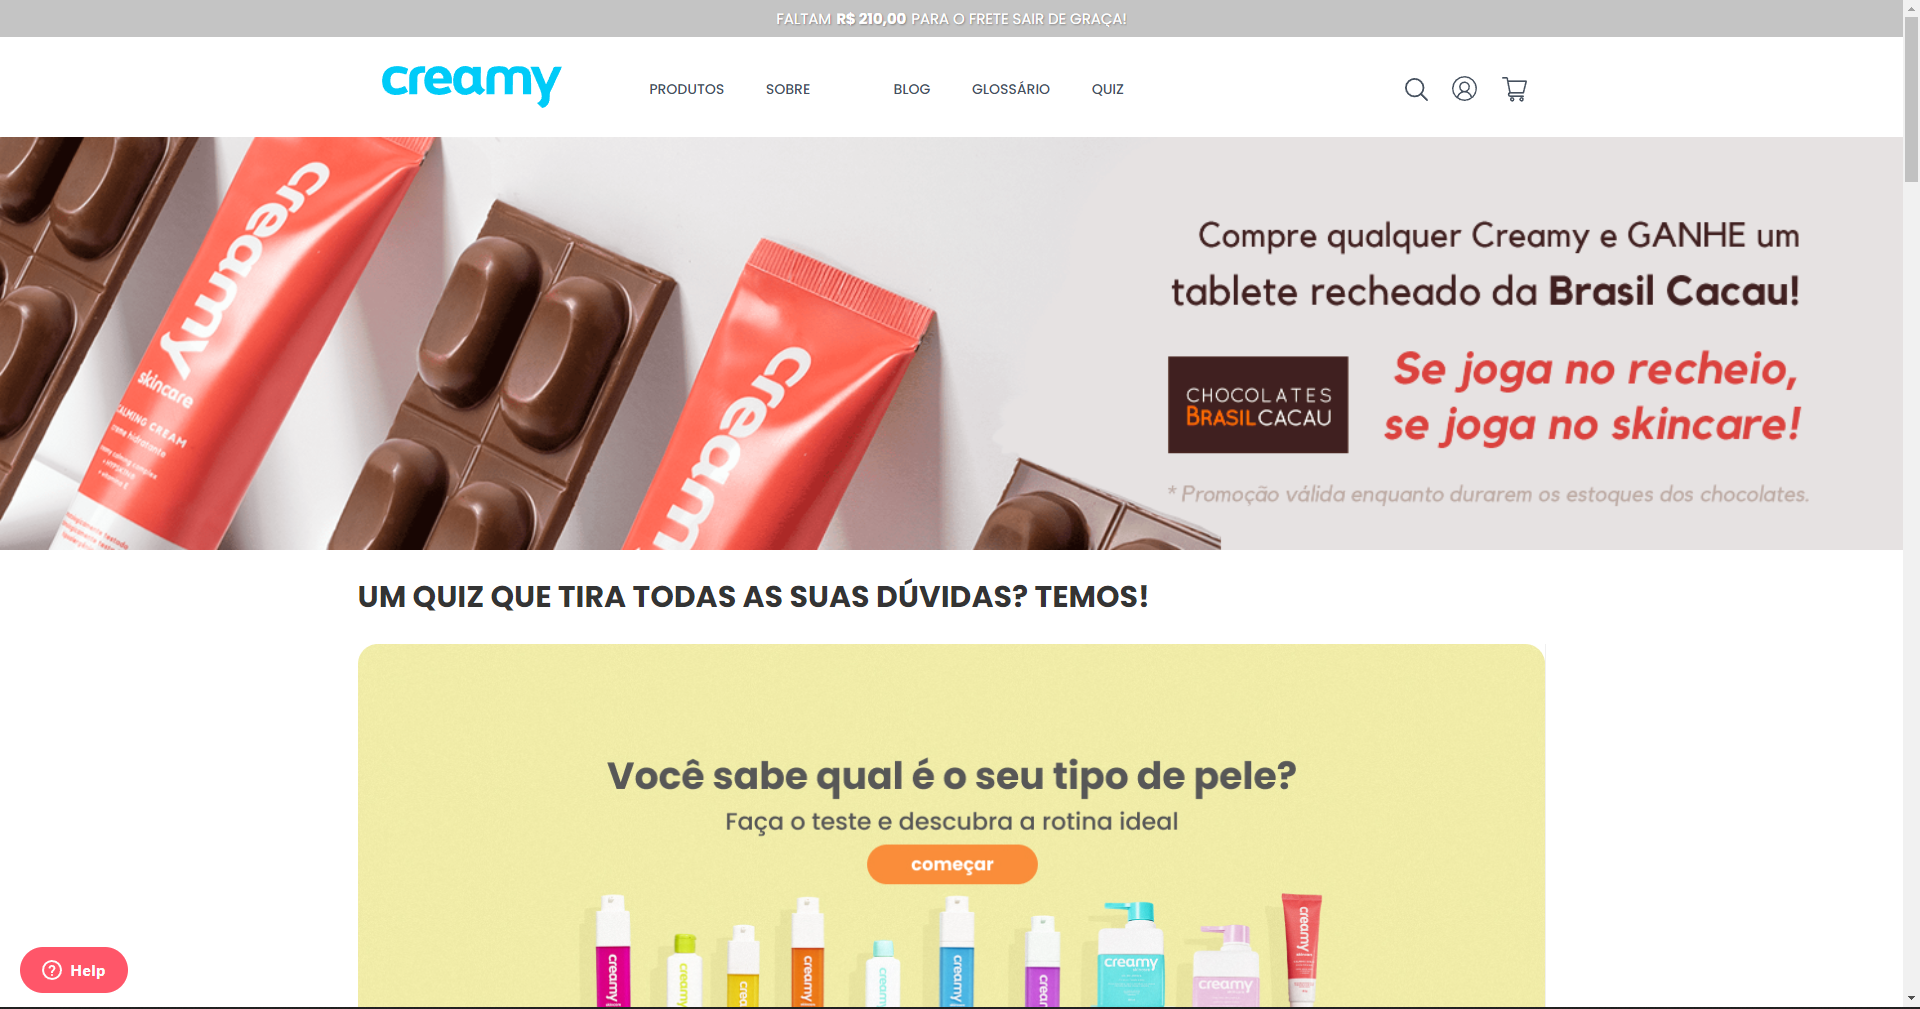 FALTAM R$ 210,00 PARA O FRETE SAIR DE GRAÇA!
creamy
PRODUTOS SOBRE BLOG GLOSSÁRIO QUIZ
creamy
skincare
CALMING CREAM
creme hidratante
creamy
Compre qualquer Creamy e GANHE um
tablete recheado da Brasil Cacau!
CHOCOLATES
BRASILCACAU
Se joga no recheio,
se joga no skincare!
* Promoção válida enquanto durarem os estoques dos chocolates.
UM QUIZ QUE TIRA TODAS AS SUAS DÚVIDAS? TEMOS!
Você sabe qual é o seu tipo de pele?
Faça o teste e descubra a rotina ideal
começar
creamy
creamy
crea
creamy
creamy
creamy
crear
creamy
creamy
creamy
Help